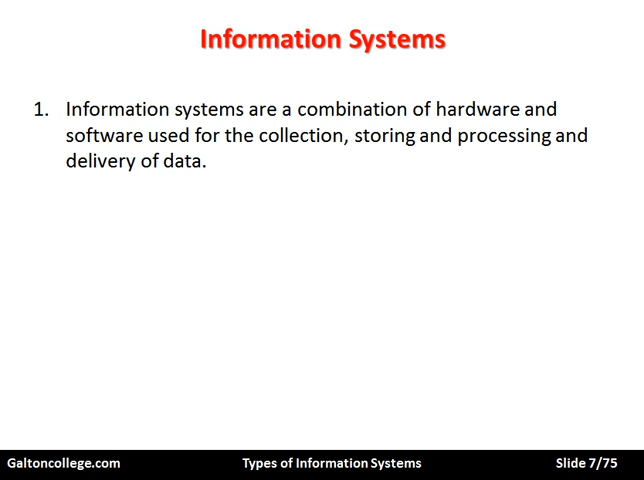 Information Systems
1. Information systems are a combination of hardware and
software used for the collection, storing and processing and
delivery of data.
Galtoncollege.com
Types of Information Systems
Slide 7/75